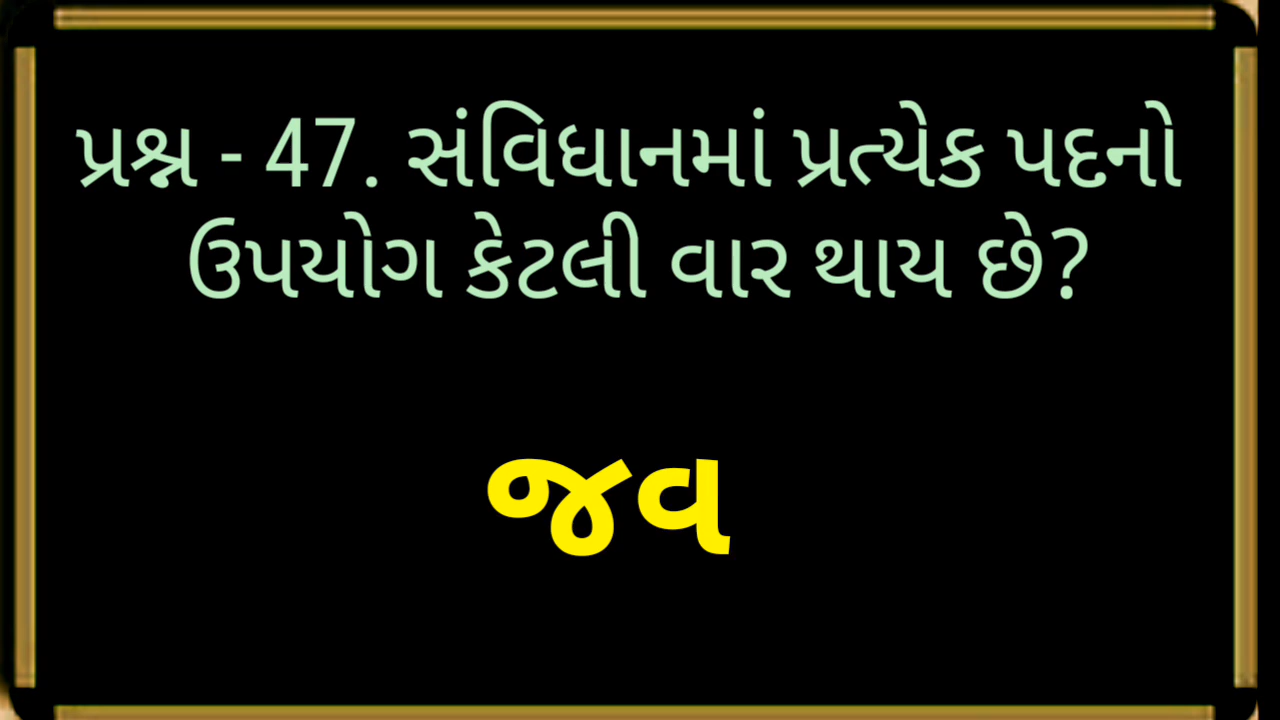 પ્રશ્ન - 47. સંવિધાનમાં પ્રત્યેક પદનો
ઉપયોગ કેટલી વાર થાય છે?
જવ